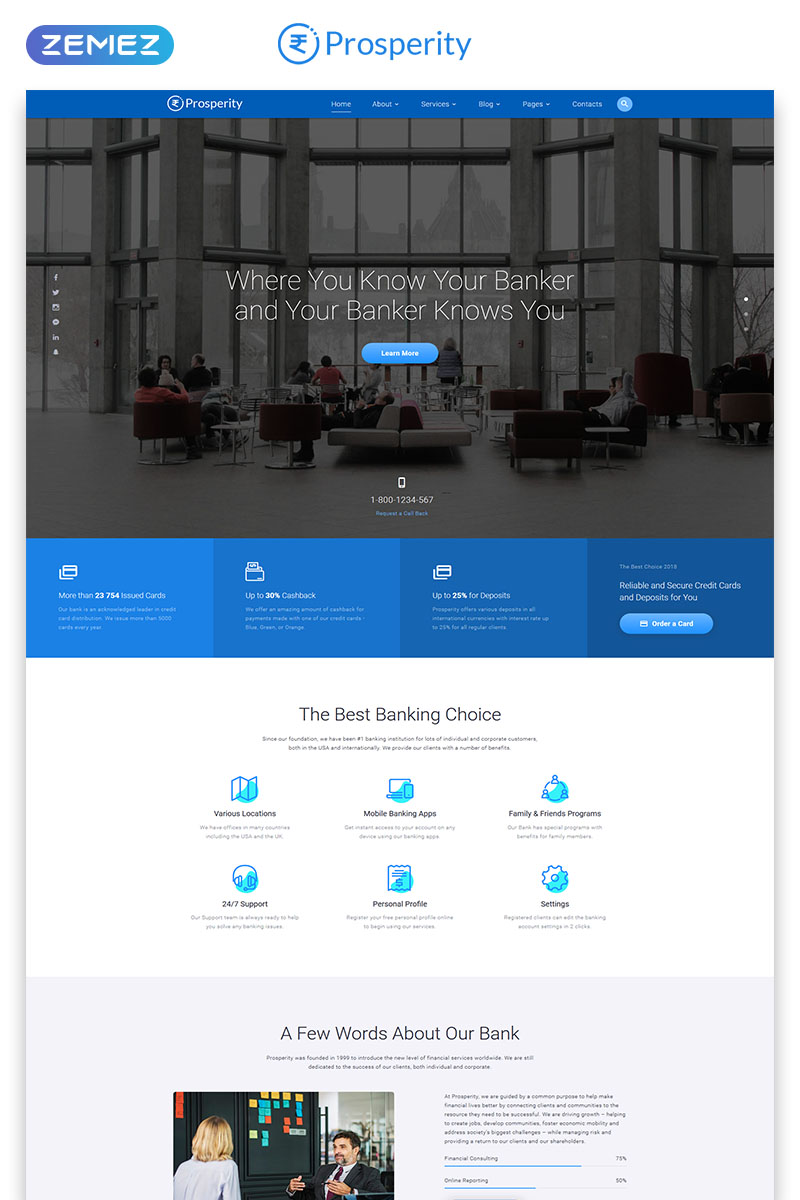 ZEMEZ
₹ Prosperity
₹ Prosperity
Home About Services Blog Pages Contacts
Where You Know Your Banker
and Your Banker Knows You
Learn More
1-800-1234-567
Request a Call Back
More than 23 754 Issued Cards
Our bank is an acknowledged leader in credit
card distribution. We issue more than 5000
cards every year.
Up to 30% Cashback
We offer an amazing amount of cashback for
payments made with one of our credit cards -
Blue, Green, or Orange.
Up to 25% for Deposits
Prosperity offers various deposits in all
international currencies with interest rate up
to 25% for all regular clients.
The Best Choice 2018
Reliable and Secure Credit Cards
and Deposits for You
Order a Card
The Best Banking Choice
Since our foundation, we have been #1 banking institution for lots of individual and corporate customers,
both in the USA and internationally. We provide our clients with a number of benefits.
Various Locations
We have offices in many countries
including the USA and the UK.
Mobile Banking Apps
Get instant access to your account on any
device using our banking apps.
Family & Friends Programs
Our Bank has special programs with
benefits for family members.
24/7 Support
Our Support team is always ready to help
you solve any banking issues.
Personal Profile
Register your free personal profile online
to begin using our services.
Settings
Registered clients can edit the banking
account settings in 2 clicks.
A Few Words About Our Bank
Prosperity was founded in 1999 to introduce the new level of financial services worldwide. We are still
dedicated to the success of our clients, both individual and corporate.
At Prosperity, we are guided by a common purpose to help make
financial lives better by connecting clients and communities to the
resource they need to be successful. We are driving growth – helping
to create jobs, develop communities, foster economic mobility and
address society's biggest challenges – while managing risk and
providing a return to our clients and our shareholders.
Financial Consulting 75%
Online Reporting 50%